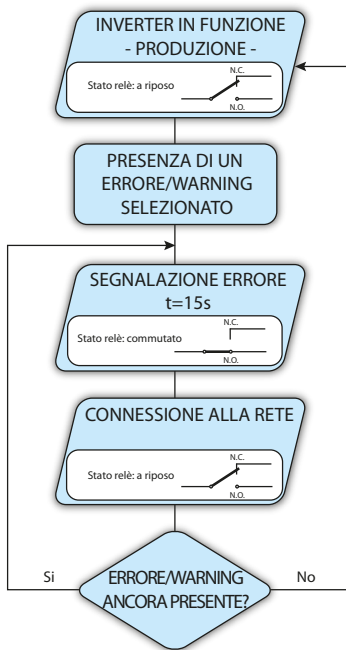 INVERTER IN FUNZIONE
- PRODUZIONE -
N.C.
Stato relè: a riposo
N.O.
PRESENZA DI UN
ERRORE/WARNING
SELEZIONATO
SEGNALAZIONE ERRORE
t=15s
N.C.
Stato relè: commutato
N.O.
CONNESSIONE ALLA RETE
N.C.
Stato relè: a riposo
N.O.
Si
ERRORE/WARNING
ANCORA PRESENTE?
No